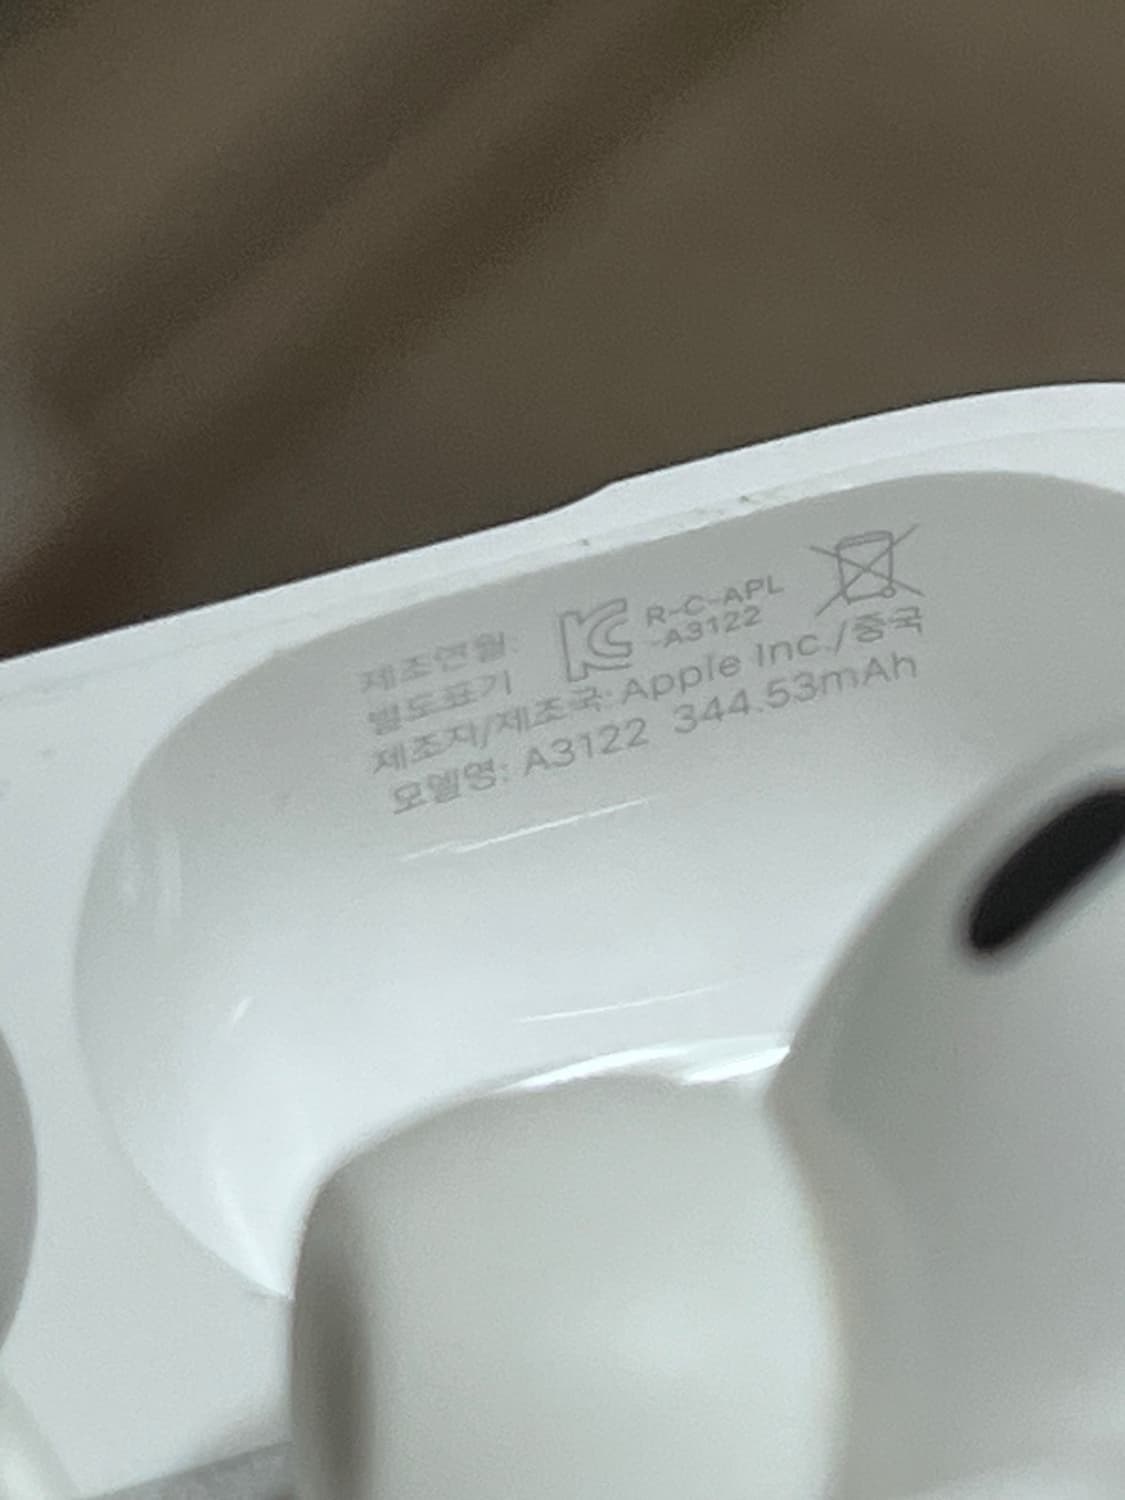 제조연월:
별도표기
R-C-APL
-A3122
제조자/제조국: Apple Inc./중국
모델명: A3122 344.53mAh